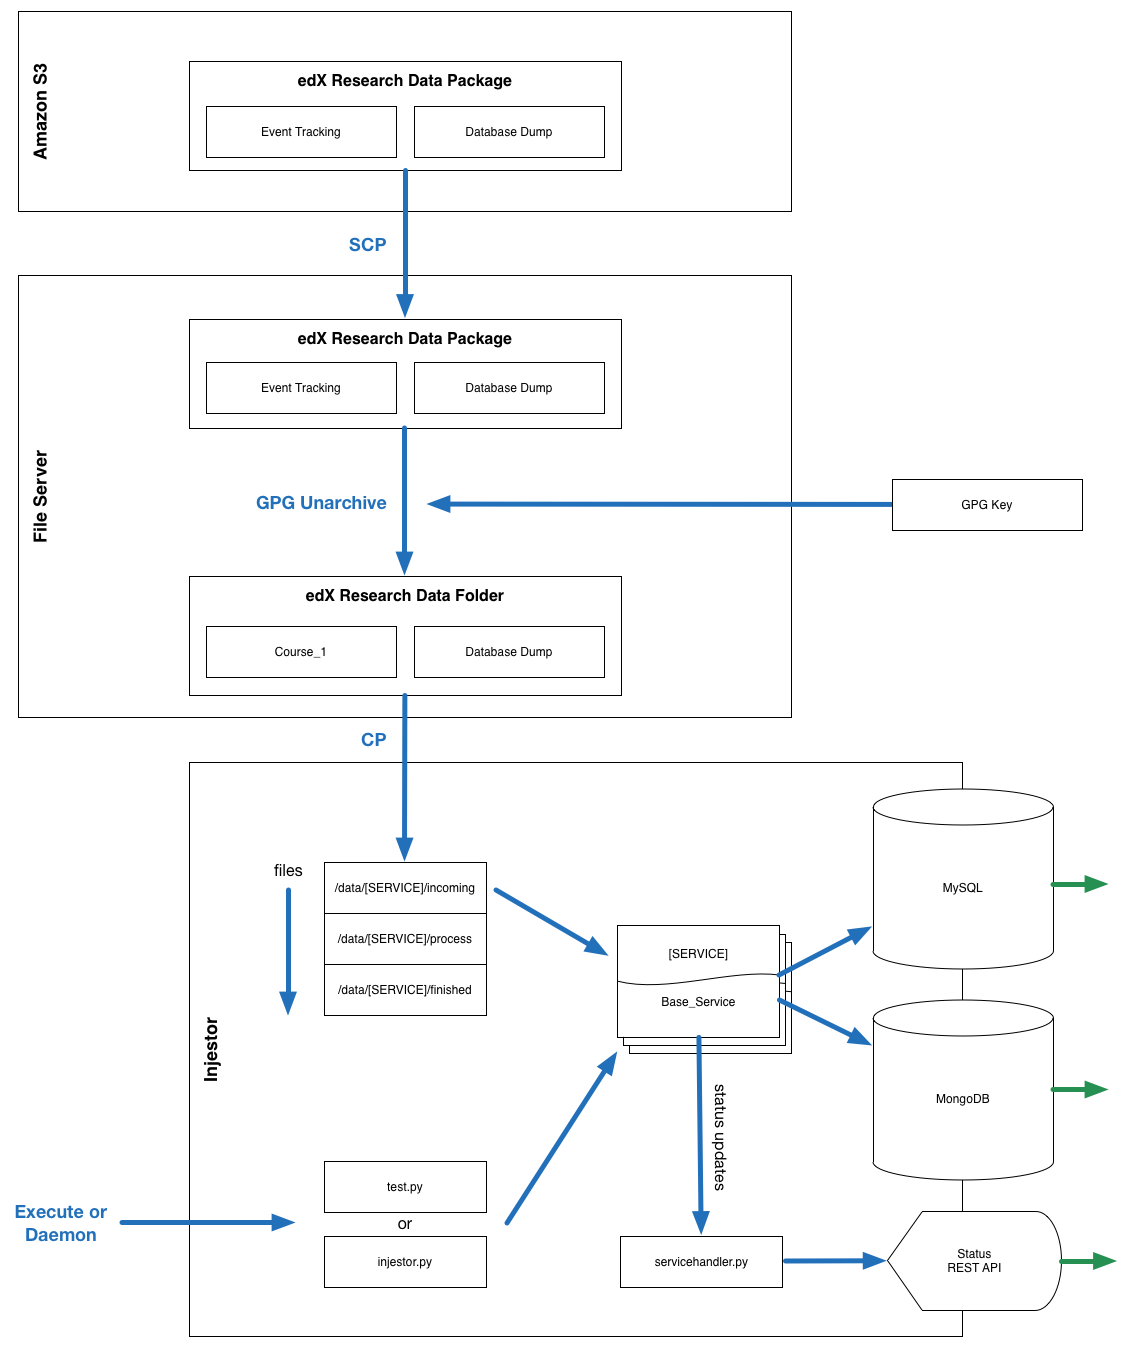 Amazon S3
edX Research Data Package
Event Tracking
Database Dump
SCP
File Server
edX Research Data Package
Event Tracking
Database Dump
GPG Unarchive
GPG Key
edX Research Data Folder
Course_1
Database Dump
CP
Injestor
files
/data/[SERVICE]/incoming
/data/[SERVICE]/process
/data/[SERVICE]/finished
[SERVICE]
Base_Service
MySQL
MongoDB
status updates
Execute or
Daemon
test.py
or
injestor.py
servicehandler.py
Status
REST API